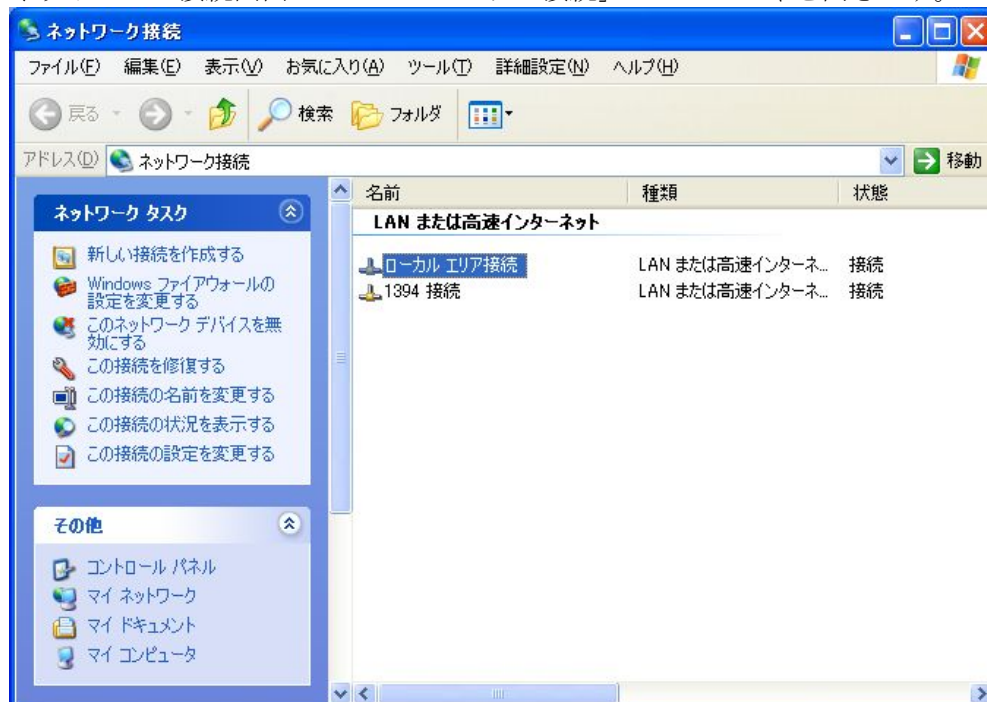 ネットワーク接続
ファイル(F) 編集(E) 表示(V) お気に入り(A) ツール(T) 詳細設定(N) ヘルプ(H)
戻る 検索 フォルダ
アドレス(D) ネットワーク接続 移動
ネットワーク タスク
新しい接続を作成する
Windows ファイアウォールの
設定を変更する
このネットワーク デバイスを無
効にする
この接続を修復する
この接続の名前を変更する
この接続の状況を表示する
この接続の設定を変更する
その他
コントロール パネル
マイ ネットワーク
マイ ドキュメント
マイ コンピュータ
名前 種類 状態
LAN または高速インターネット
ローカル エリア接続 LAN または高速インターネ... 接続
1394 接続 LAN または高速インターネ... 接続